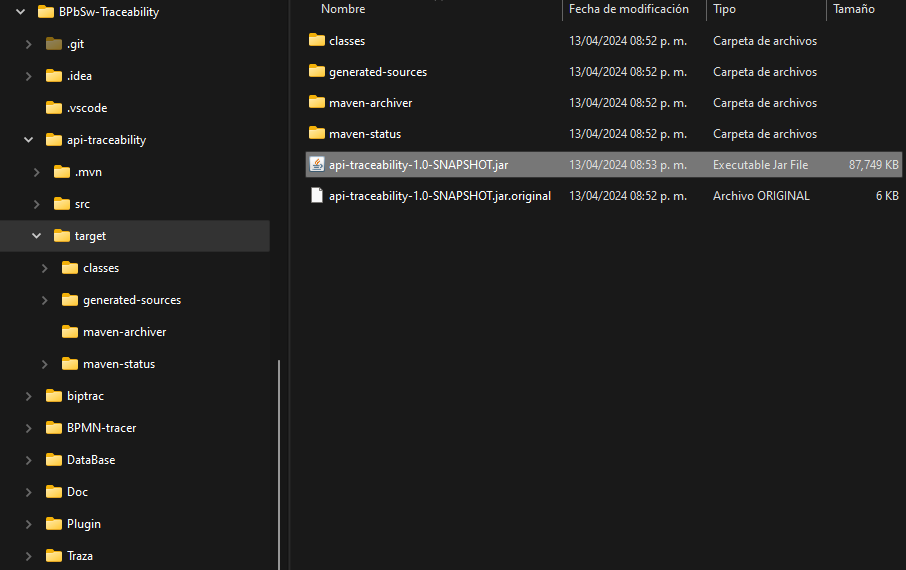 BPbSw-Traceability
.git
.idea
.vscode
api-traceability
.mvn
src
target
classes
generated-sources
maven-archiver
maven-status
biptrac
BPMN-tracer
DataBase
Doc
Plugin
Traza
Nombre Fecha de modificación Tipo Tamaño
classes 13/04/2024 08:52 p. m. Carpeta de archivos
generated-sources 13/04/2024 08:52 p. m. Carpeta de archivos
maven-archiver 13/04/2024 08:52 p. m. Carpeta de archivos
maven-status 13/04/2024 08:52 p. m. Carpeta de archivos
api-traceability-1.0-SNAPSHOT.jar 13/04/2024 08:53 p. m. Executable Jar File 87,749 KB
api-traceability-1.0-SNAPSHOT.jar.original 13/04/2024 08:52 p. m. Archivo ORIGINAL 6 KB